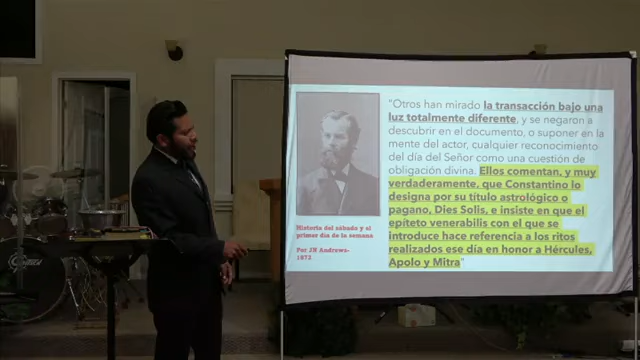 "Otros han mirado la transacción bajo una
luz totalmente diferente, y se negaron a
descubrir en el documento, o suponer en la
mente del actor, cualquier reconocimiento
del día del Señor como una cuestión de
obligación divina. Ellos comentan, y muy
verdaderamente, que Constantino lo
designa por su título astrológico o
pagano, Dies Solis, e insiste en que el
epíteto venerabilis con el que se
introduce hace referencia a los ritos
realizados ese día en honor a Hércules,
Apolo y Mitra"
Historia del sábado y el
primer día de la semana
Por JN Andrews-
1873